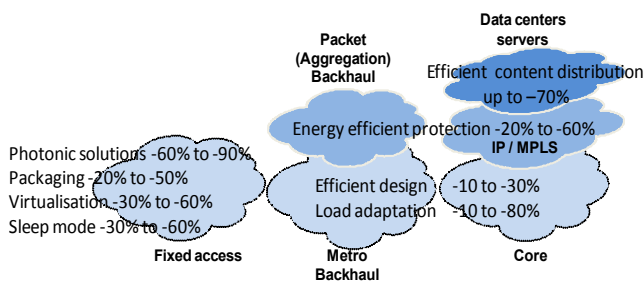 Data centers
servers
Packet
(Aggregation)
Backhaul
Efficient content distribution
up to –70%
Energy efficient protection -20% to -60%
IP / MPLS
Photonic solutions -60% to -90%
Packaging -20% to -50%
Virtualisation -30% to -60%
Sleep mode -30% to -60%
Efficient design -10 to -30%
Load adaptation -10 to -80%
Fixed access
Metro
Backhaul
Core